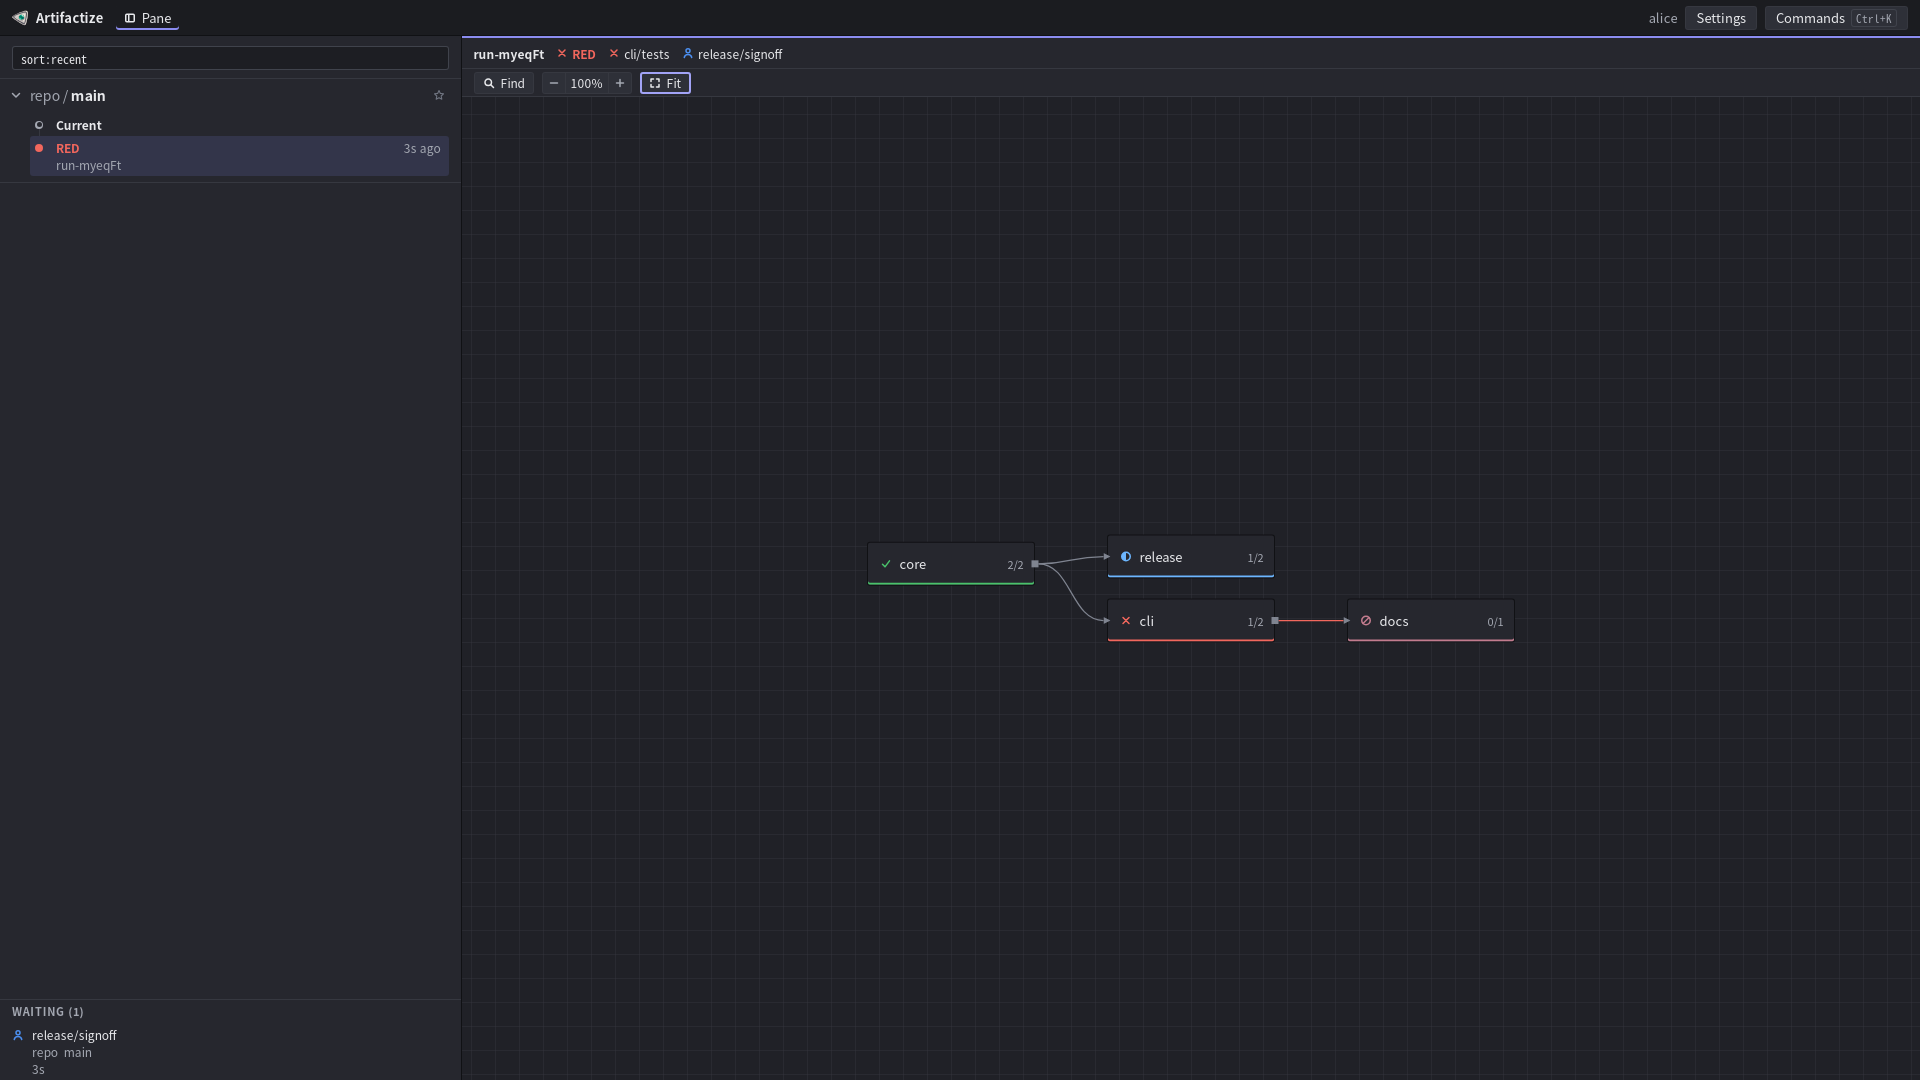 Artifactize Pane alice Settings Commands Ctrl+K
sort:recent
repo / main
Current
RED 3s ago
run-myeqFt
WAITING (1)
release/signoff
repo main
3s
run-myeqFt RED cli/tests release/signoff
Find 100% Fit
core 2/2
release 1/2
cli 1/2
docs 0/1